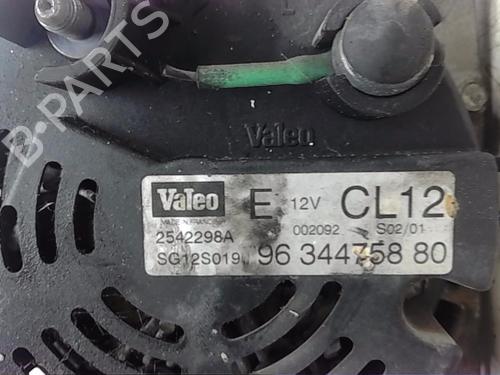 L
B-PARTS
Valeo
Valeo E 12V CL12
MADE IN FRANCE
2542298A 002092 S02/01
SG12S019 96 344758 80